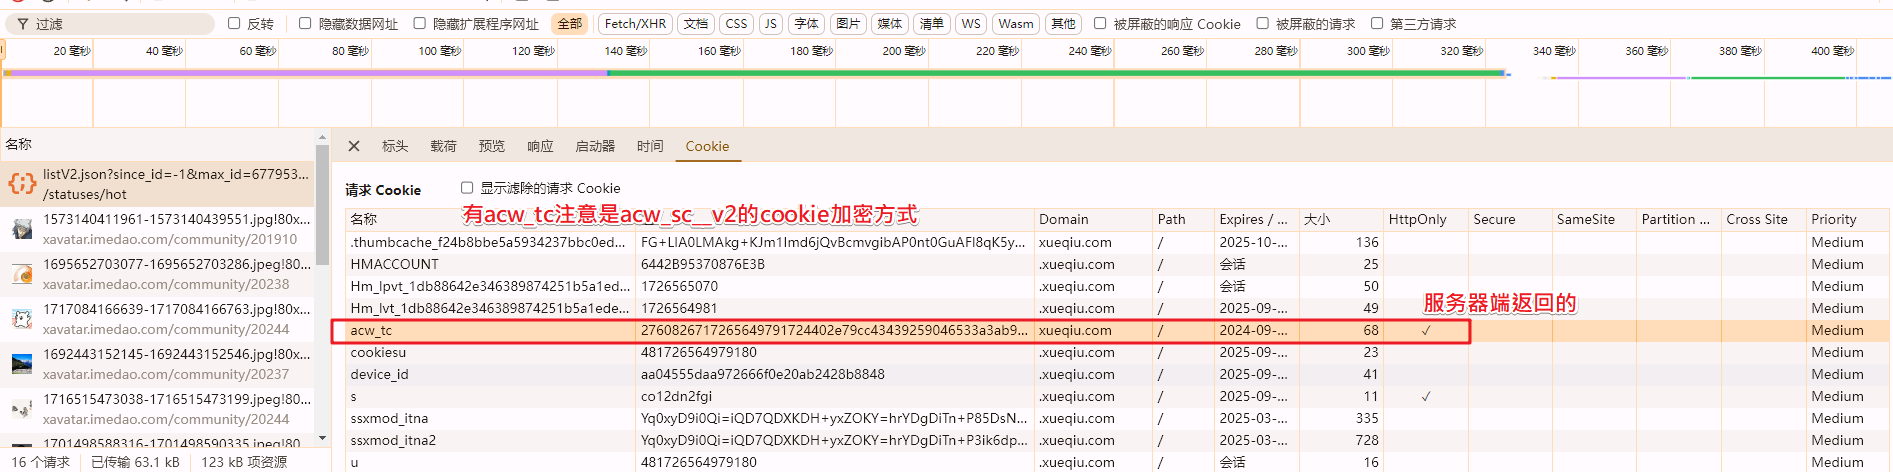 过滤 反转 隐藏数据网址 隐藏扩展程序网址 全部 Fetch/XHR 文档 CSS JS 字体 图片 媒体 清单 WS Wasm 其他 被屏蔽的响应 Cookie 被屏蔽的请求 第三方请求
20 毫秒 40 毫秒 60 毫秒 80 毫秒 100 毫秒 120 毫秒 140 毫秒 160 毫秒 180 毫秒 200 毫秒 220 毫秒 240 毫秒 260 毫秒 280 毫秒 300 毫秒 320 毫秒 340 毫秒 360 毫秒 380 毫秒 400 毫秒
名称
listV2.json?since_id=-1&max_id=677953...
/statuses/hot
1573140411961-1573140439551.jpg!80x...
xavatar.imedao.com/community/201910
1695652703077-1695652703286.jpeg!80...
xavatar.imedao.com/community/20238
1717084166639-1717084166763.jpg!80x...
xavatar.imedao.com/community/20244
1692443152145-1692443152546.jpg!80x...
xavatar.imedao.com/community/20237
1716515473038-1716515473199.jpeg!80...
xavatar.imedao.com/community/20244
1701498588316-1701498590335.jpeg!80...
16 个请求 已传输 63.1 kB 123 kB 项资源
标头 载荷 预览 响应 启动器 时间 Cookie
请求 Cookie 显示滤除的请求 Cookie
有acw_tc注意是acw_sc__v2的cookie加密方式
名称 Domain Path Expires / ... 大小 HttpOnly Secure SameSite Partition ... Cross Site Priority
.thumbcache_f24b8bbe5a5934237bbc0ed... FG+LIA0LMAkg+KJm1Imd6jQvBcmvgibAP0nt0GuAFI8qK5y... xueqiu.com / 2025-10-... 136 Medium
HMACCOUNT 6442B95370876E3B .xueqiu.com / 会话 25 Medium
Hm_lpvt_1db88642e346389874251b5a1ed... 1726565070 .xueqiu.com / 会话 50 Medium
Hm_lvt_1db88642e346389874251b5a1ede... 1726564981 .xueqiu.com / 2025-09-... 49 Medium
服务器端返回的
acw_tc 2760826717265649791724402e79cc43439259046533a3ab9... xueqiu.com / 2024-09-... 68 ✓ Medium
cookiesu 481726564979180 .xueqiu.com / 2025-09-... 23 Medium
device_id aa04555daa972666f0e20ab2428b8848 .xueqiu.com / 2025-09-... 41 Medium
s co12dn2fgi .xueqiu.com / 2025-09-... 11 ✓ Medium
ssxmod_itna Yq0xyD9i0Qi=iQD7QDXKDH+yxZOKY=hrYDgDiTn+P85DsN... .xueqiu.com / 2025-03-... 335 Medium
ssxmod_itna2 Yq0xyD9i0Qi=iQD7QDXKDH+yxZOKY=hrYDgDiTn+P3ik6dp... .xueqiu.com / 2025-03-... 728 Medium
u 481726564979180 .xueqiu.com / 会话 16 Medium